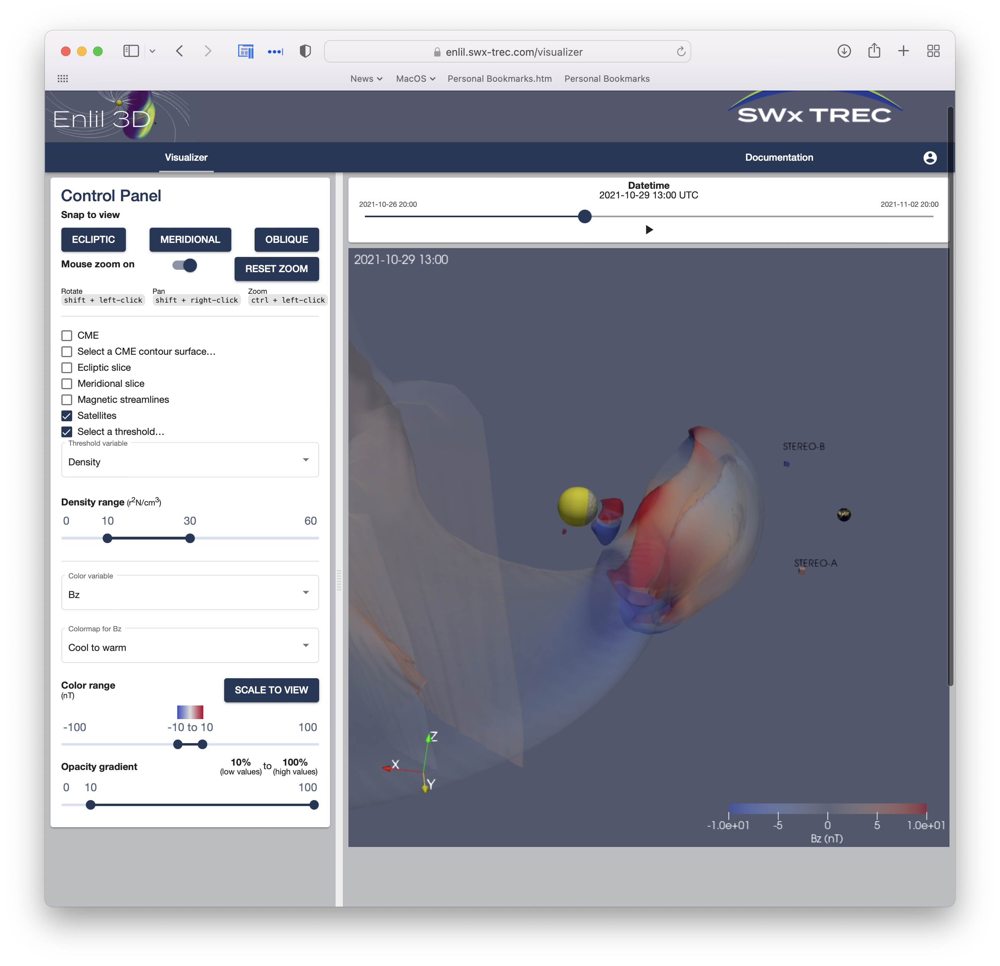 enlil.swx-trec.com/visualizer
News
MacOS
Personal Bookmarks.htm
Personal Bookmarks
Enlil 3D
SWx TREC
Visualizer
Documentation
Control Panel
Snap to view
ECLIPTIC
MERIDIONAL
OBLIQUE
Mouse zoom on
RESET ZOOM
Rotate
Pan
Zoom
shift + left-click
shift + right-click
ctrl + left-click
CME
Select a CME contour surface…
Ecliptic slice
Meridional slice
Magnetic streamlines
Satellites
Select a threshold…
Threshold variable
Density
Density range (r²N/cm³)
0 10 30 60
Color variable
Bz
Colormap for Bz
Cool to warm
Color range
(nT)
SCALE TO VIEW
-100 -10 to 10 100
Opacity gradient
10% to 100%
(low values) (high values)
0 10 100
Datetime
2021-10-29 13:00 UTC
2021-10-26 20:00
2021-11-02 20:00
2021-10-29 13:00
STEREO-B
STEREO-A
Z
X
Y
-1.0e+01 -5 0 5 1.0e+01
Bz (nT)